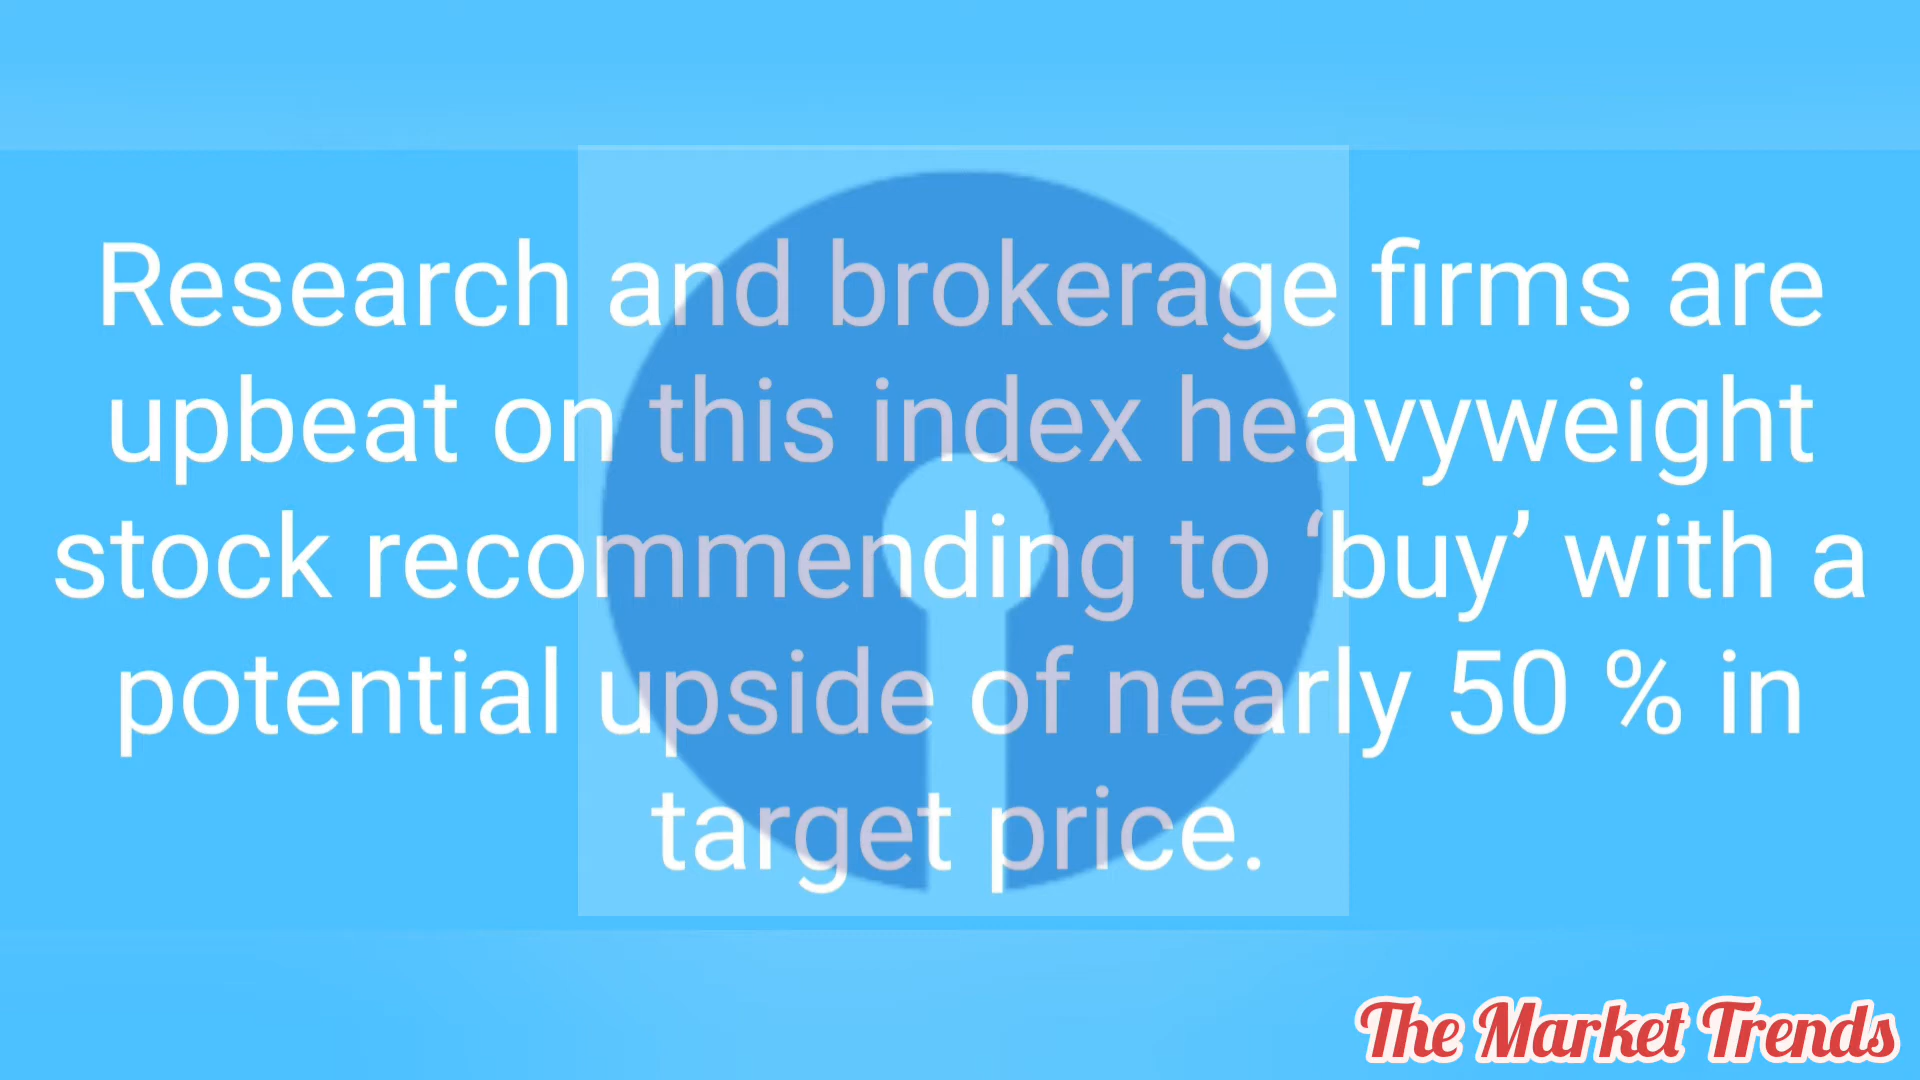 Research and brokerage firms are
upbeat on this index heavyweight
stock recommending to ‘buy’ with a
potential upside of nearly 50 % in
target price.
The Market Trends